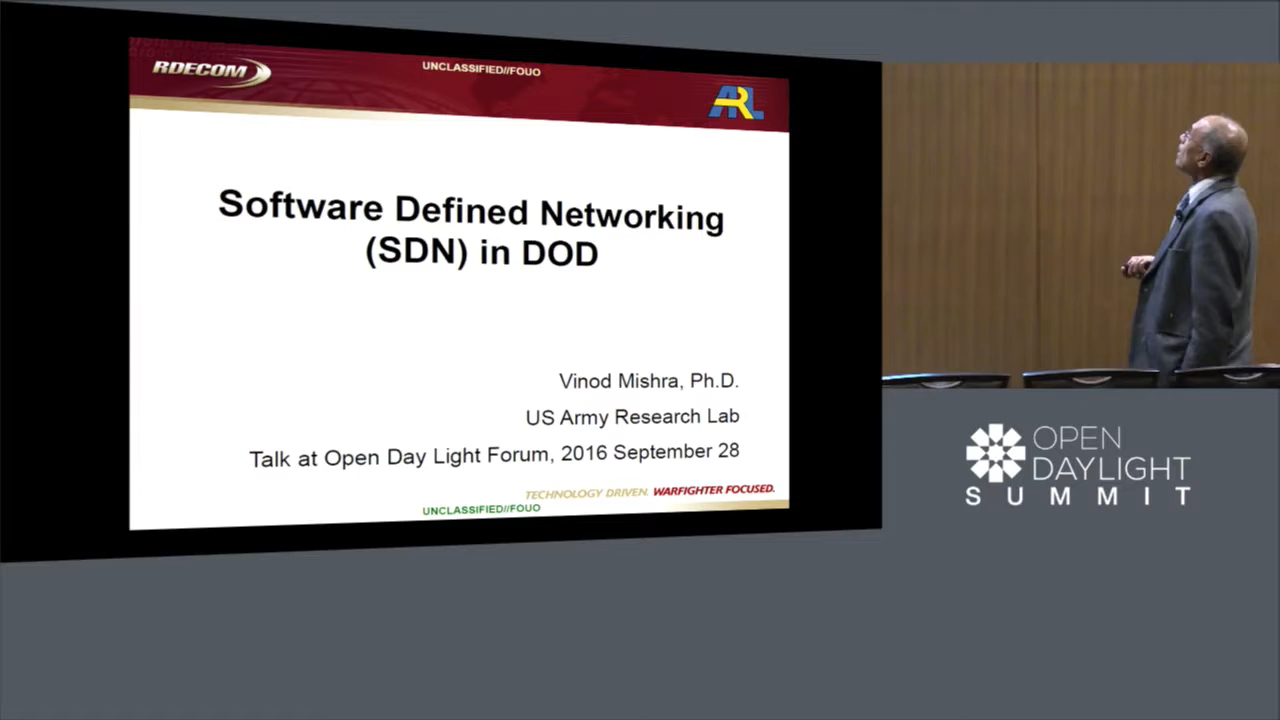 RDECOM
UNCLASSIFIED//FOUO
ARL
Software Defined Networking
(SDN) in DOD
Vinod Mishra, Ph.D.
US Army Research Lab
Talk at Open Day Light Forum, 2016 September 28
TECHNOLOGY DRIVEN. WARFIGHTER FOCUSED.
UNCLASSIFIED//FOUO
OPEN
DAYLIGHT
SUMMIT